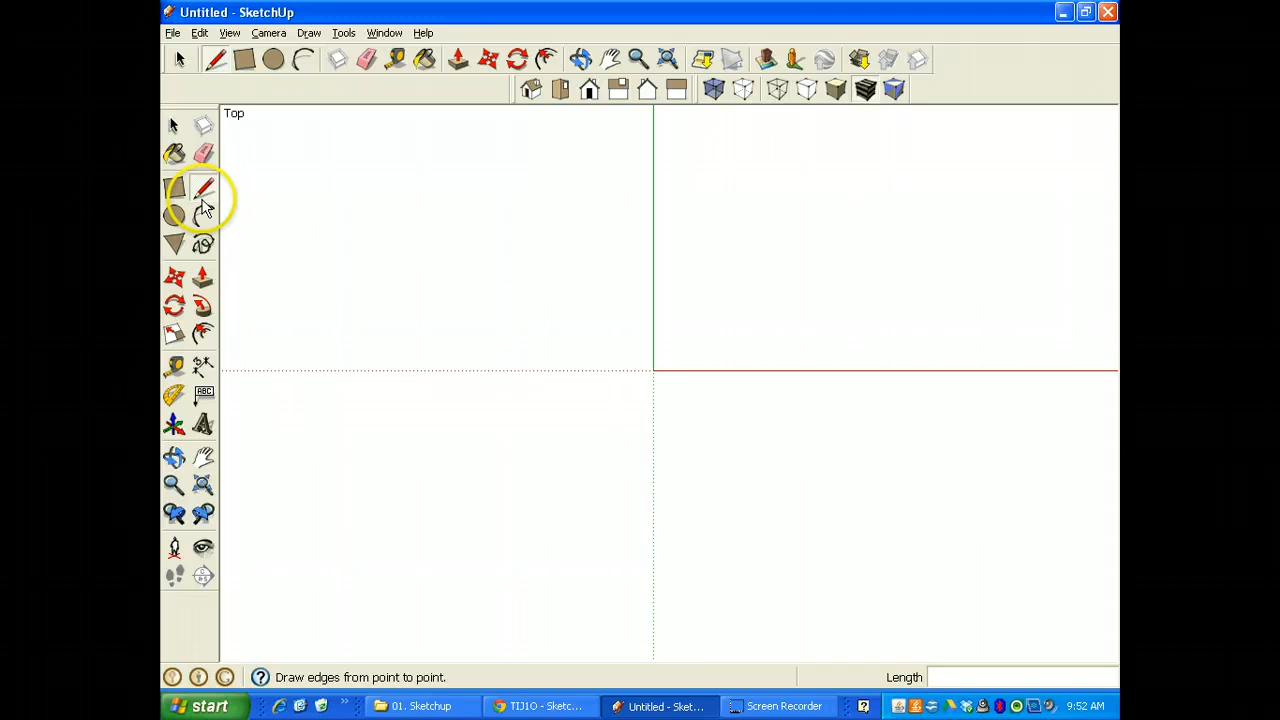 Untitled - SketchUp
File Edit View Camera Draw Tools Window Help
Top
ABC
Draw edges from point to point.
Length
start
01. Sketchup
TIJ1O - Sketc...
Untitled - Sket...
Screen Recorder
9:52 AM